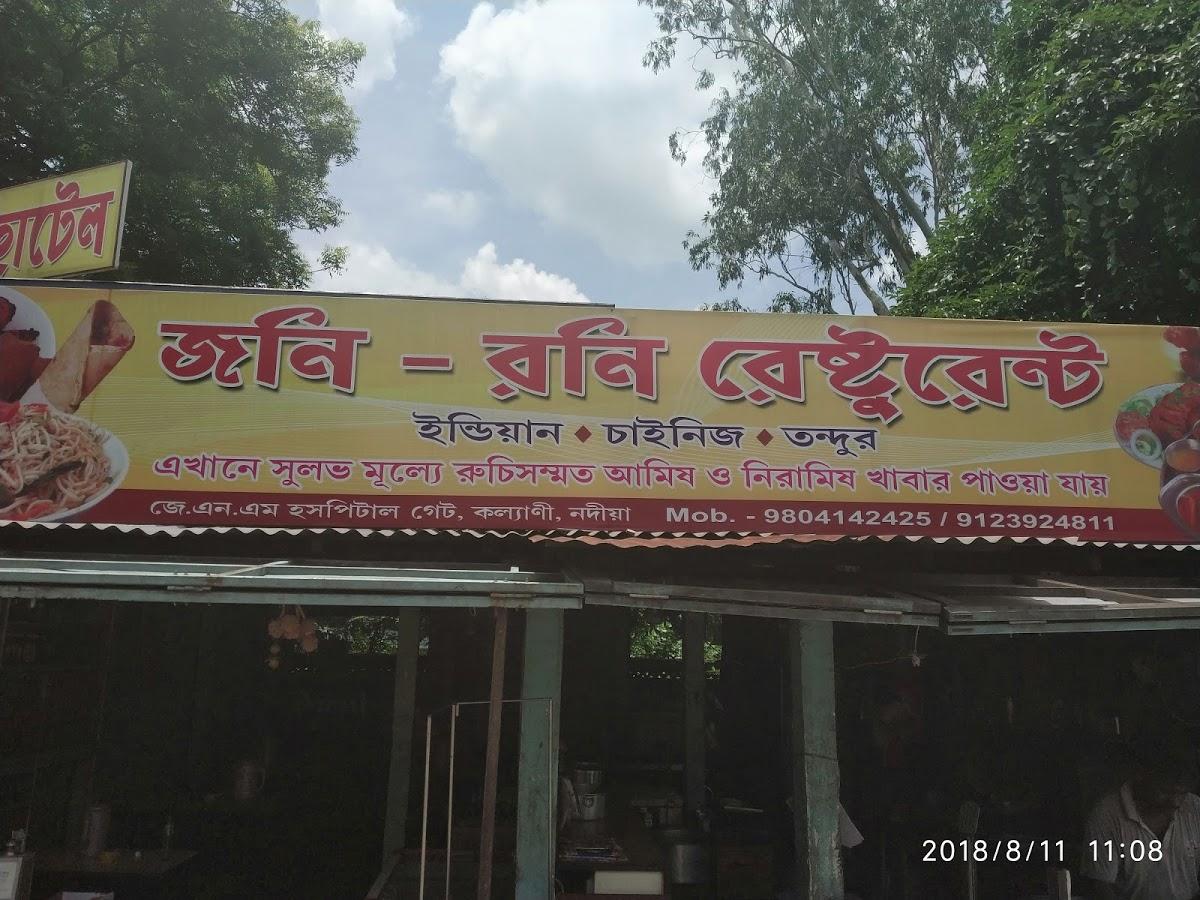 জনি - রনি রেষ্টুরেন্ট
ইন্ডিয়ান ♦ চাইনিজ ♦ তন্দুর
এখানে সুলভ মূল্যে রুচিসম্মত আমিষ ও নিরামিষ খাবার পাওয়া যায়
জে.এন.এম হসপিটাল গেট, কল্যাণী, নদীয়া Mob. - 9804142425 / 9123924811
2018/8/11 11:08